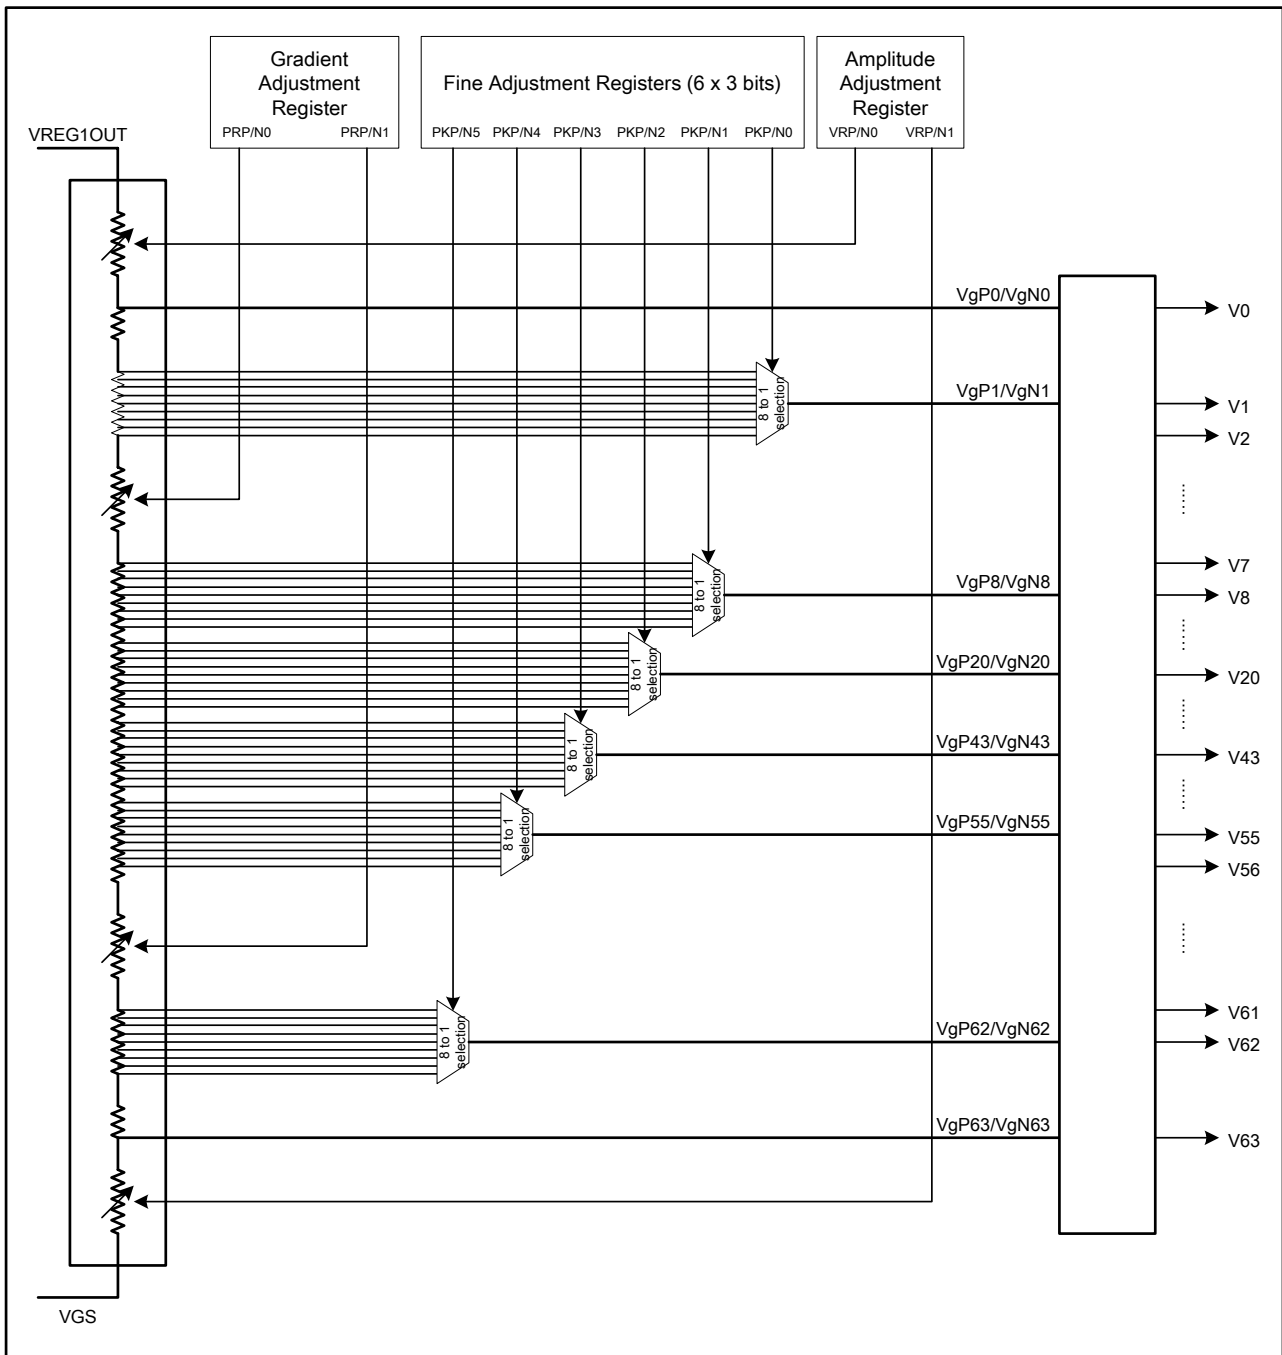 Gradient
Adjustment
Register
PRP/N0 PRP/N1
Fine Adjustment Registers (6 x 3 bits)
PKP/N5 PKP/N4 PKP/N3 PKP/N2 PKP/N1 PKP/N0
Amplitude
Adjustment
Register
VRP/N0 VRP/N1
VREG1OUT
VgP0/VgN0
V0
8 to 1
selection
VgP1/VgN1
V1
V2
V7
8 to 1
selection
VgP8/VgN8
V8
8 to 1
selection
VgP20/VgN20
V20
8 to 1
selection
VgP43/VgN43
V43
8 to 1
selection
VgP55/VgN55
V55
V56
V61
8 to 1
selection
VgP62/VgN62
V62
VgP63/VgN63
V63
VGS